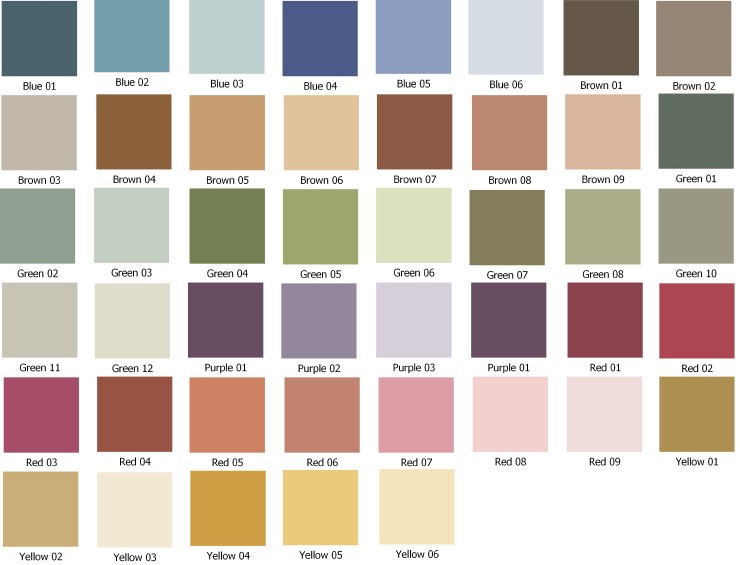 Blue 01
Blue 02
Blue 03
Blue 04
Blue 05
Blue 06
Brown 01
Brown 02
Brown 03
Brown 04
Brown 05
Brown 06
Brown 07
Brown 08
Brown 09
Green 01
Green 02
Green 03
Green 04
Green 05
Green 06
Green 07
Green 08
Green 10
Green 11
Green 12
Purple 01
Purple 02
Purple 03
Purple 01
Red 01
Red 02
Red 03
Red 04
Red 05
Red 06
Red 07
Red 08
Red 09
Yellow 01
Yellow 02
Yellow 03
Yellow 04
Yellow 05
Yellow 06